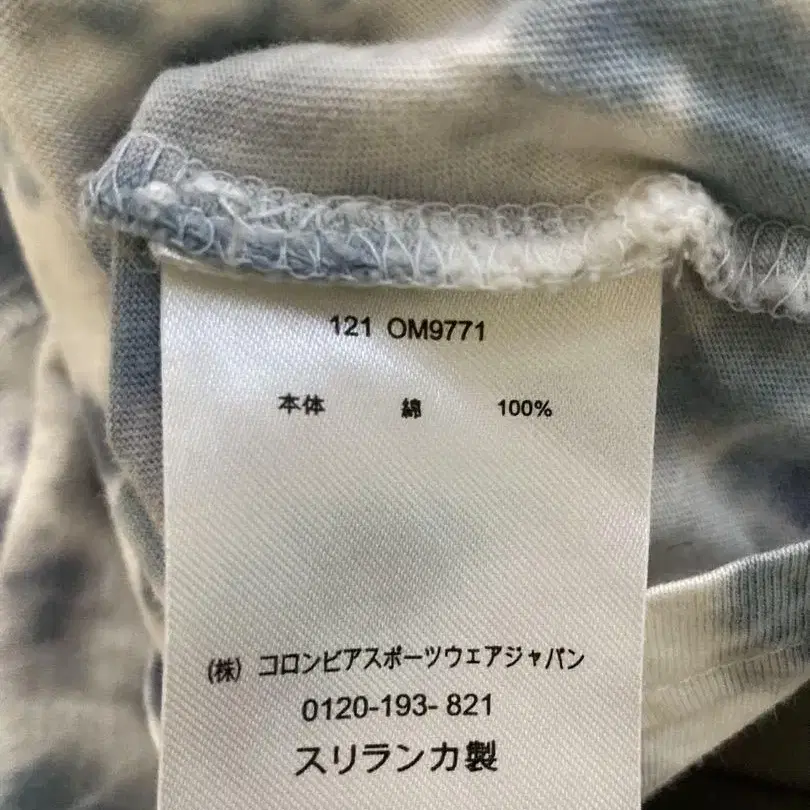 121 OM9771
本体 綿 100%
(株) コロンビアスポーツウェアジャパン
0120-193- 821
スリランカ製